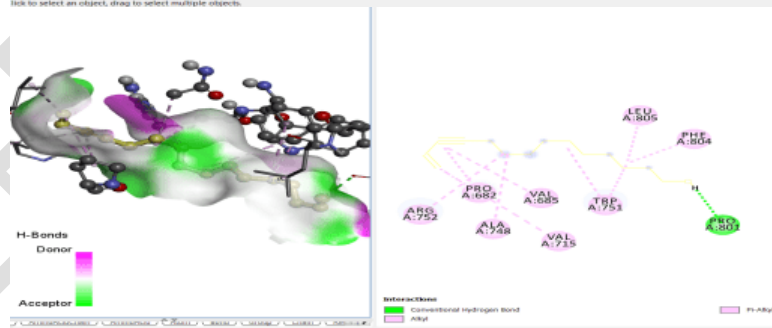 lick to select an object, drag to select multiple objects.
H-Bonds
Donor
Acceptor
LEU
A:805
PHE
A:804
PRO
A:682
VAL
A:685
TRP
A:751
ARG
A:752
ALA
A:748
VAL
A:715
H
PRO
A:801
Interactions
Conventional Hydrogen Bond
Alkyl
Pi-Alky